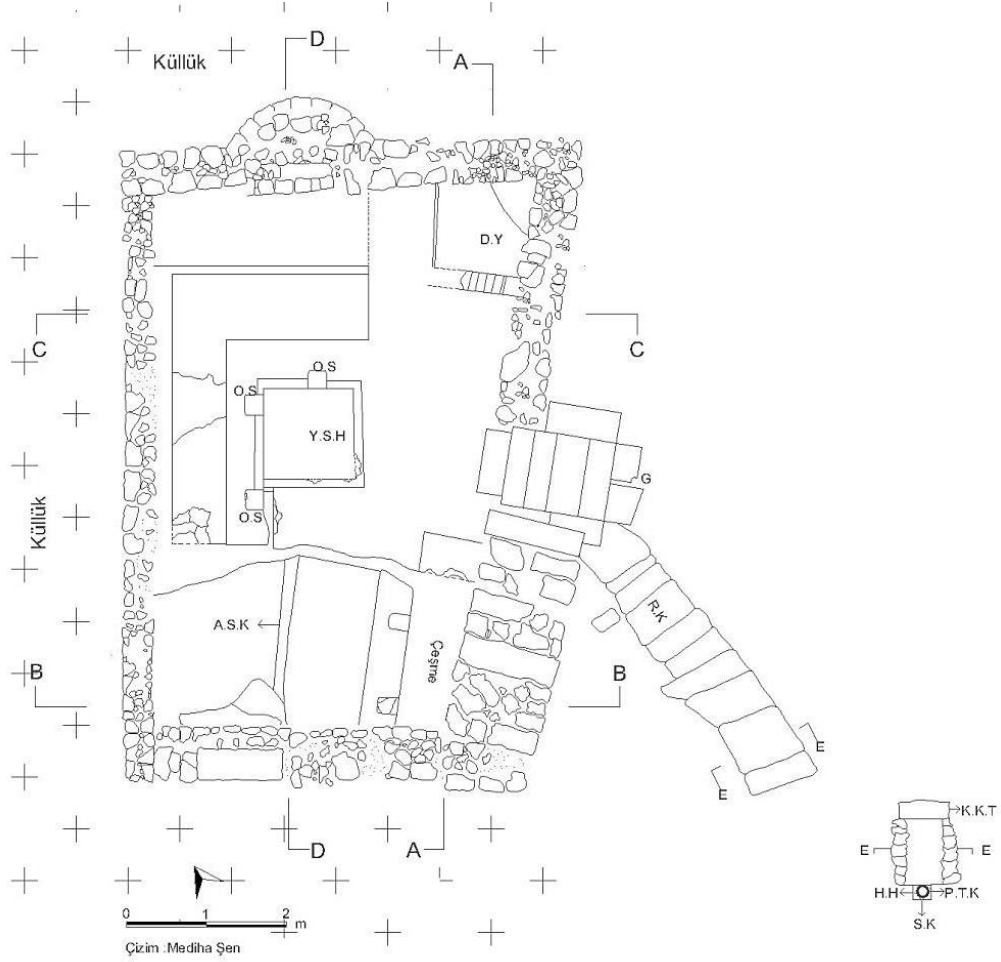 D
Küllük
A
D.Y
C
C
O.S
O.S
Y.S.H
G
Küllük
O.S
R.K
A.S.K
Çeşme
B
B
E
E
K.K.T
D
A
E
E
H.H
P.T.K
S.K
0 1 2 m
Çizim :Mediha Şen